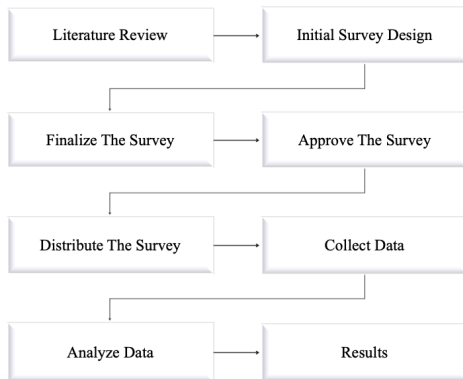 Literature Review
Initial Survey Design
Finalize The Survey
Approve The Survey
Distribute The Survey
Collect Data
Analyze Data
Results